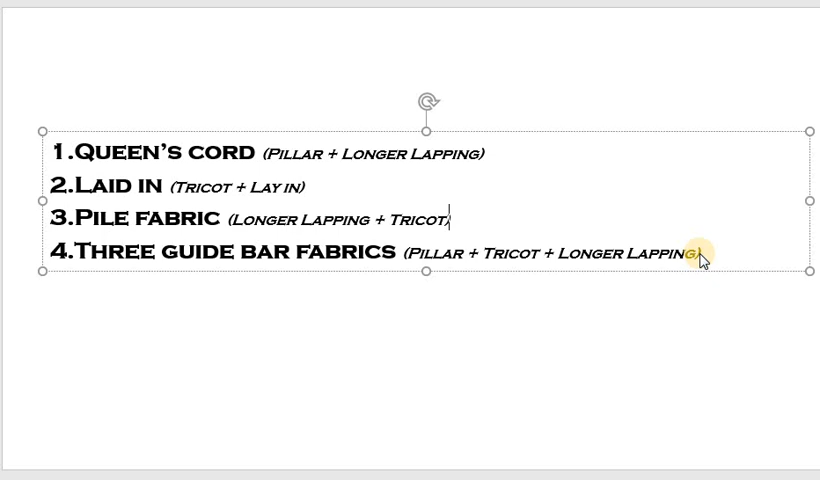 1.Queen's cord (Pillar + Longer Lapping)
2.Laid in (Tricot + Lay in)
3.Pile fabric (Longer Lapping + Tricot)
4.Three guide bar fabrics (Pillar + Tricot + Longer Lapping)